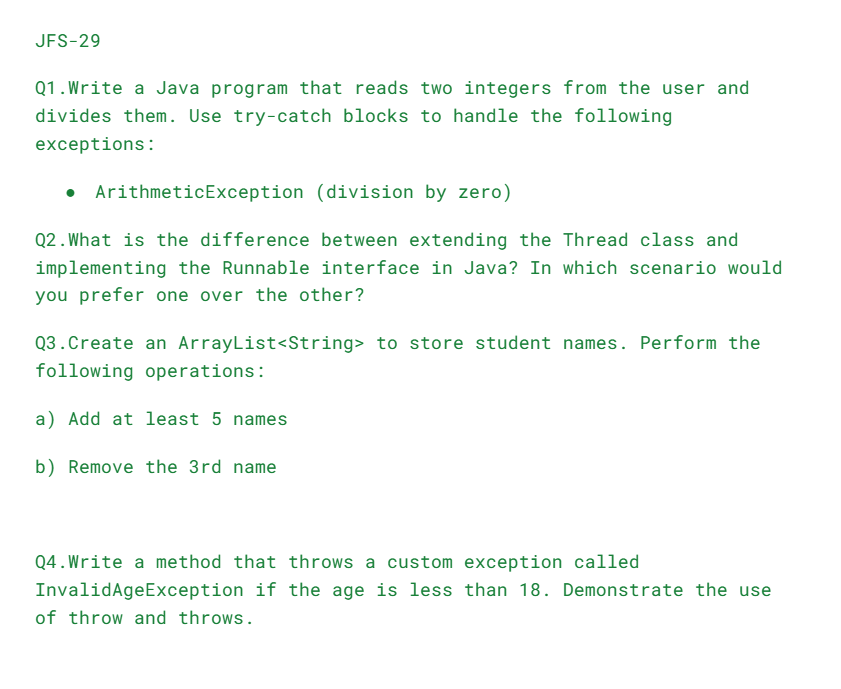 JFS-29
Q1.Write a Java program that reads two integers from the user and
divides them. Use try-catch blocks to handle the following
exceptions:
● ArithmeticException (division by zero)
Q2.What is the difference between extending the Thread class and
implementing the Runnable interface in Java? In which scenario would
you prefer one over the other?
Q3.Create an ArrayList<String> to store student names. Perform the
following operations:
a) Add at least 5 names
b) Remove the 3rd name
Q4.Write a method that throws a custom exception called
InvalidAgeException if the age is less than 18. Demonstrate the use
of throw and throws.